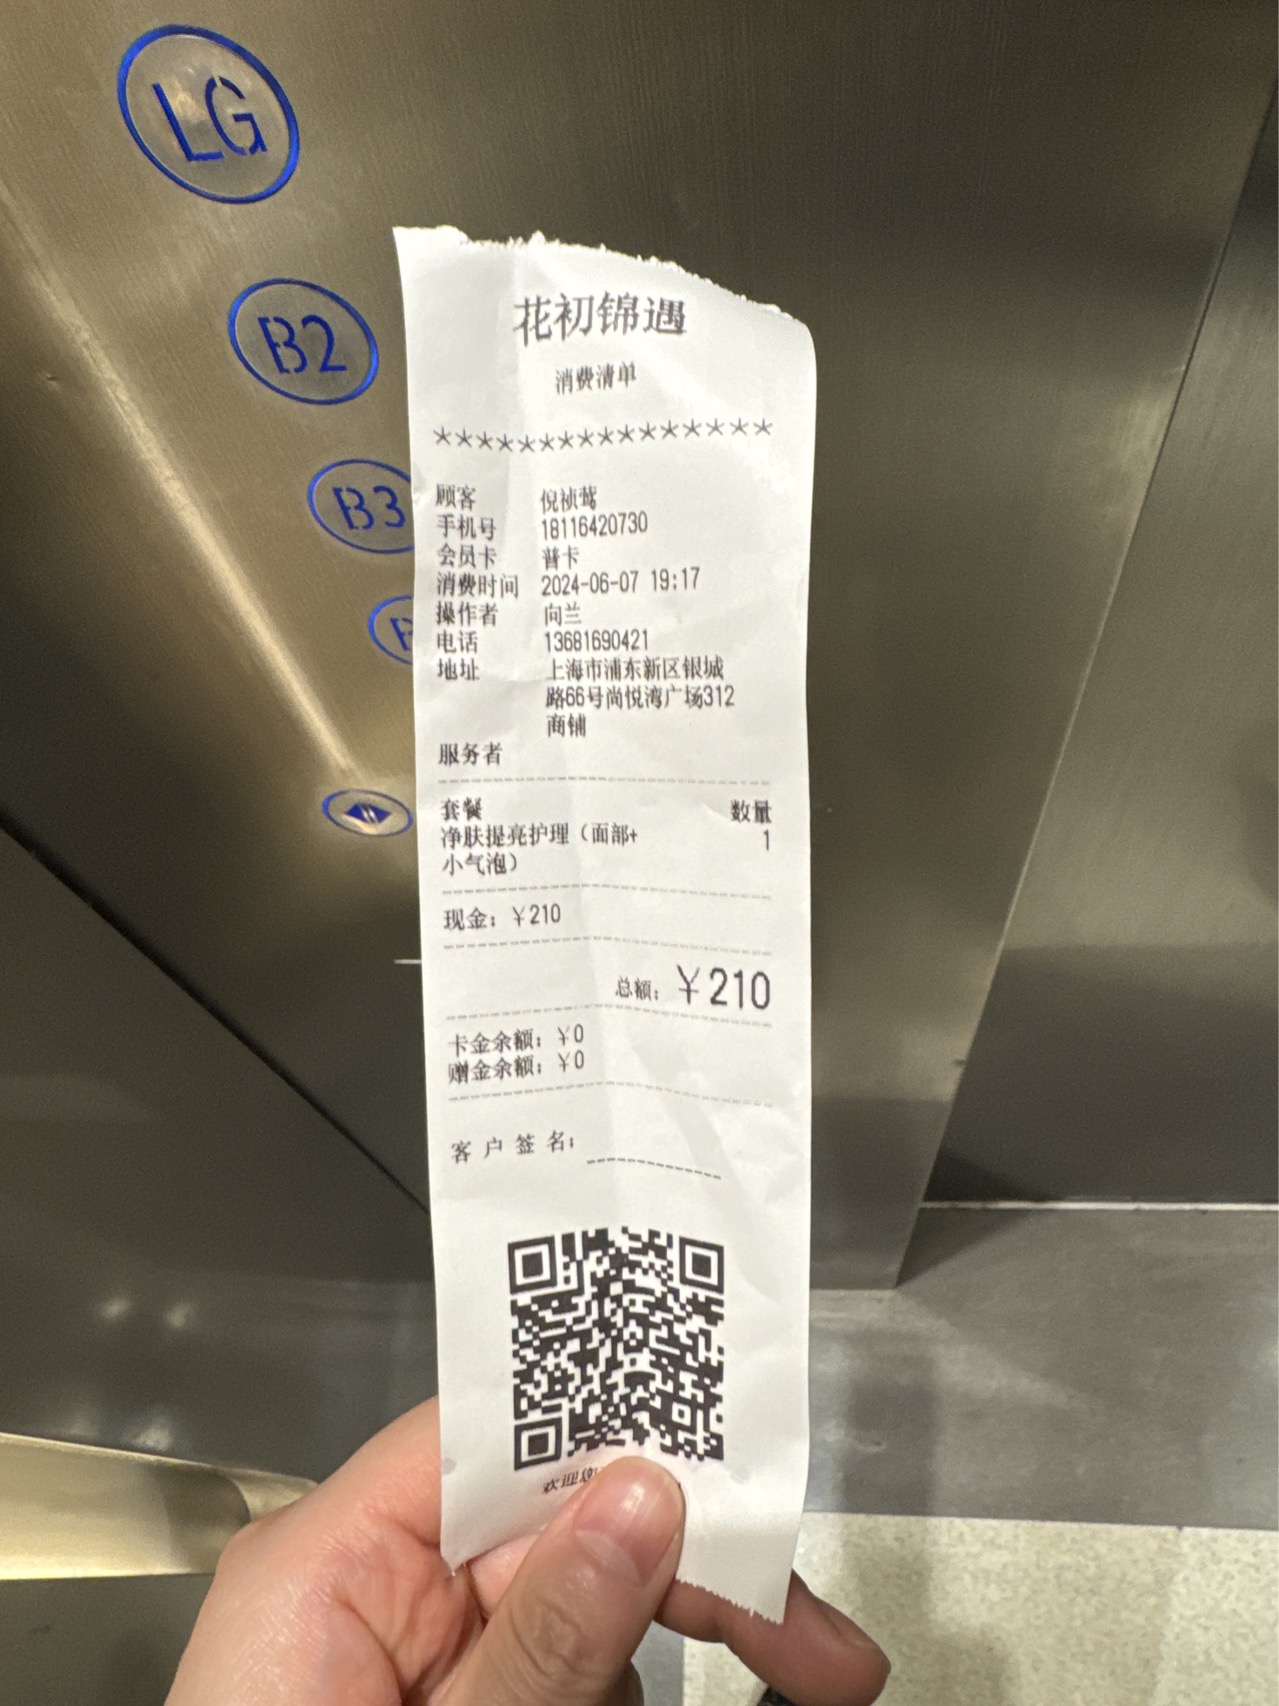 LG
B2
B3
花初锦遇
消费清单
****************
顾客 倪祯莺
手机号 18116420730
会员卡 普卡
消费时间 2024-06-07 19:17
操作者 向兰
电话 13681690421
地址 上海市浦东新区银城
路66号尚悦湾广场312
商铺
服务者
套餐 数量
净肤提亮护理（面部+ 1
小气泡）
现金：¥210
总额：¥210
卡金余额：¥0
赠金余额：¥0
客 户 签 名：
欢迎您